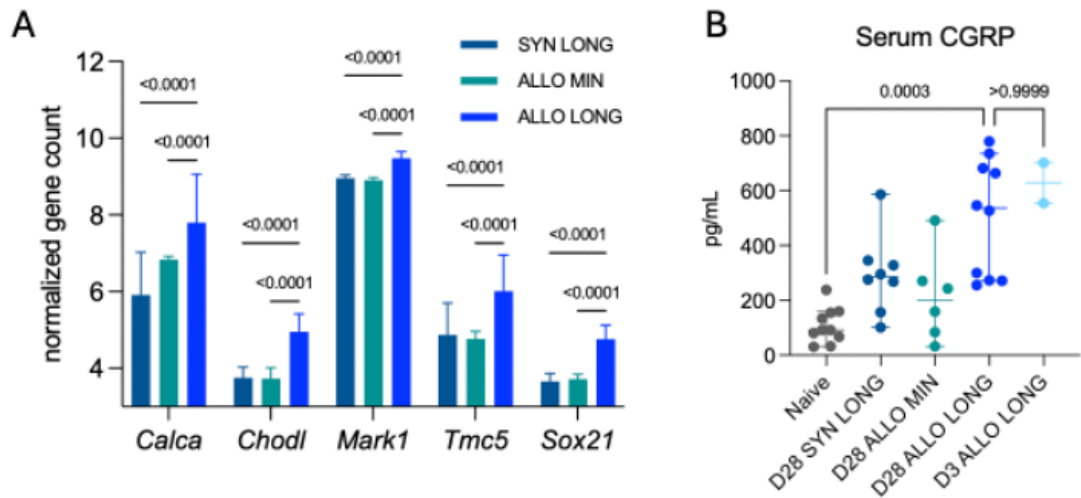 A
SYN LONG
ALLO MIN
ALLO LONG
normalized gene count
12
10
8
6
4
<0.0001
<0.0001
<0.0001
<0.0001
<0.0001
<0.0001
<0.0001
<0.0001
<0.0001
<0.0001
Calca
Chodl
Mark1
Tmc5
Sox21
B
Serum CGRP
pg/mL
1000
800
600
400
200
0
0.0003
>0.9999
Naive
D28 SYN LONG
D28 ALLO MIN
D28 ALLO LONG
D3 ALLO LONG